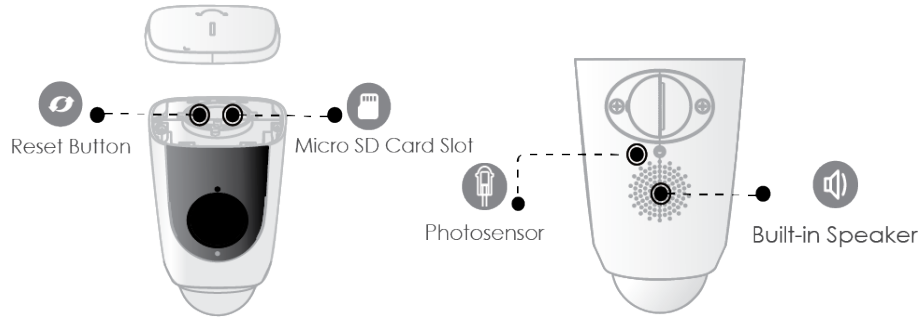 Reset Button
Micro SD Card Slot
Photosensor
Built-in Speaker